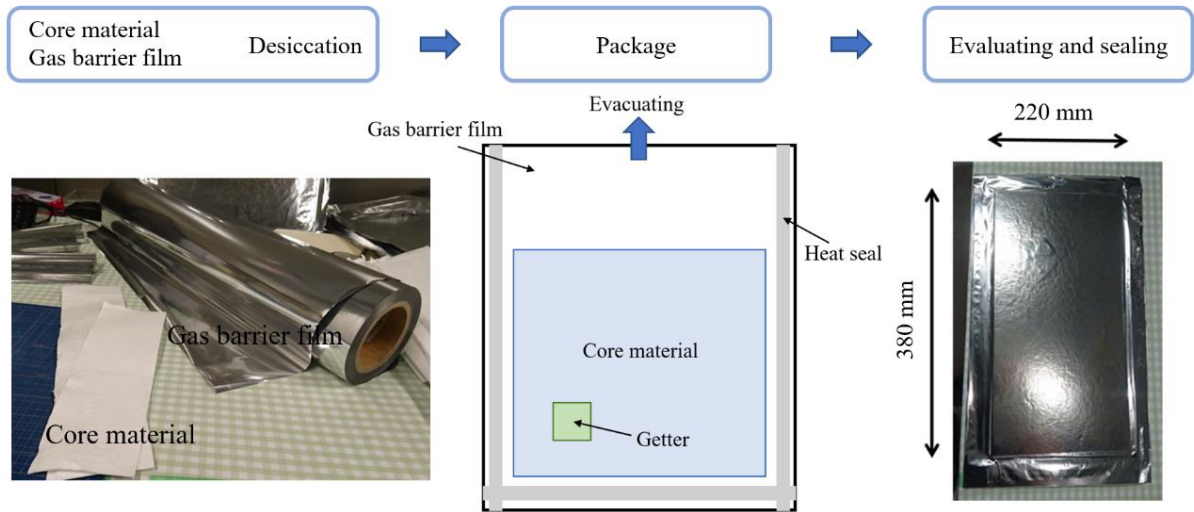 Core material
Gas barrier film
Desiccation
Package
Evaluating and sealing
Evacuating
Gas barrier film
Heat seal
Core material
Getter
Gas barrier film
Core material
220 mm
380 mm